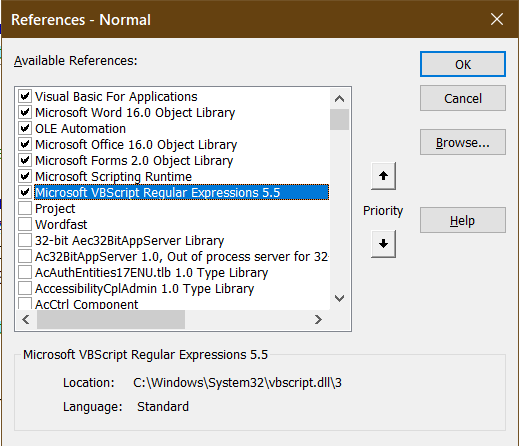 References - Normal
Available References:
Visual Basic For Applications
Microsoft Word 16.0 Object Library
OLE Automation
Microsoft Office 16.0 Object Library
Microsoft Forms 2.0 Object Library
Microsoft Scripting Runtime
Microsoft VBScript Regular Expressions 5.5
Project
Wordfast
32-bit Aec32BitAppServer Library
Ac32BitAppServer 1.0, Out of process server for 32-
AcAuthEntities17ENU.tlb 1.0 Type Library
AccessibilityCplAdmin 1.0 Type Library
AcCtrl Component
Priority
OK
Cancel
Browse...
Help
Microsoft VBScript Regular Expressions 5.5
Location: C:\Windows\System32\vbscript.dll\3
Language: Standard